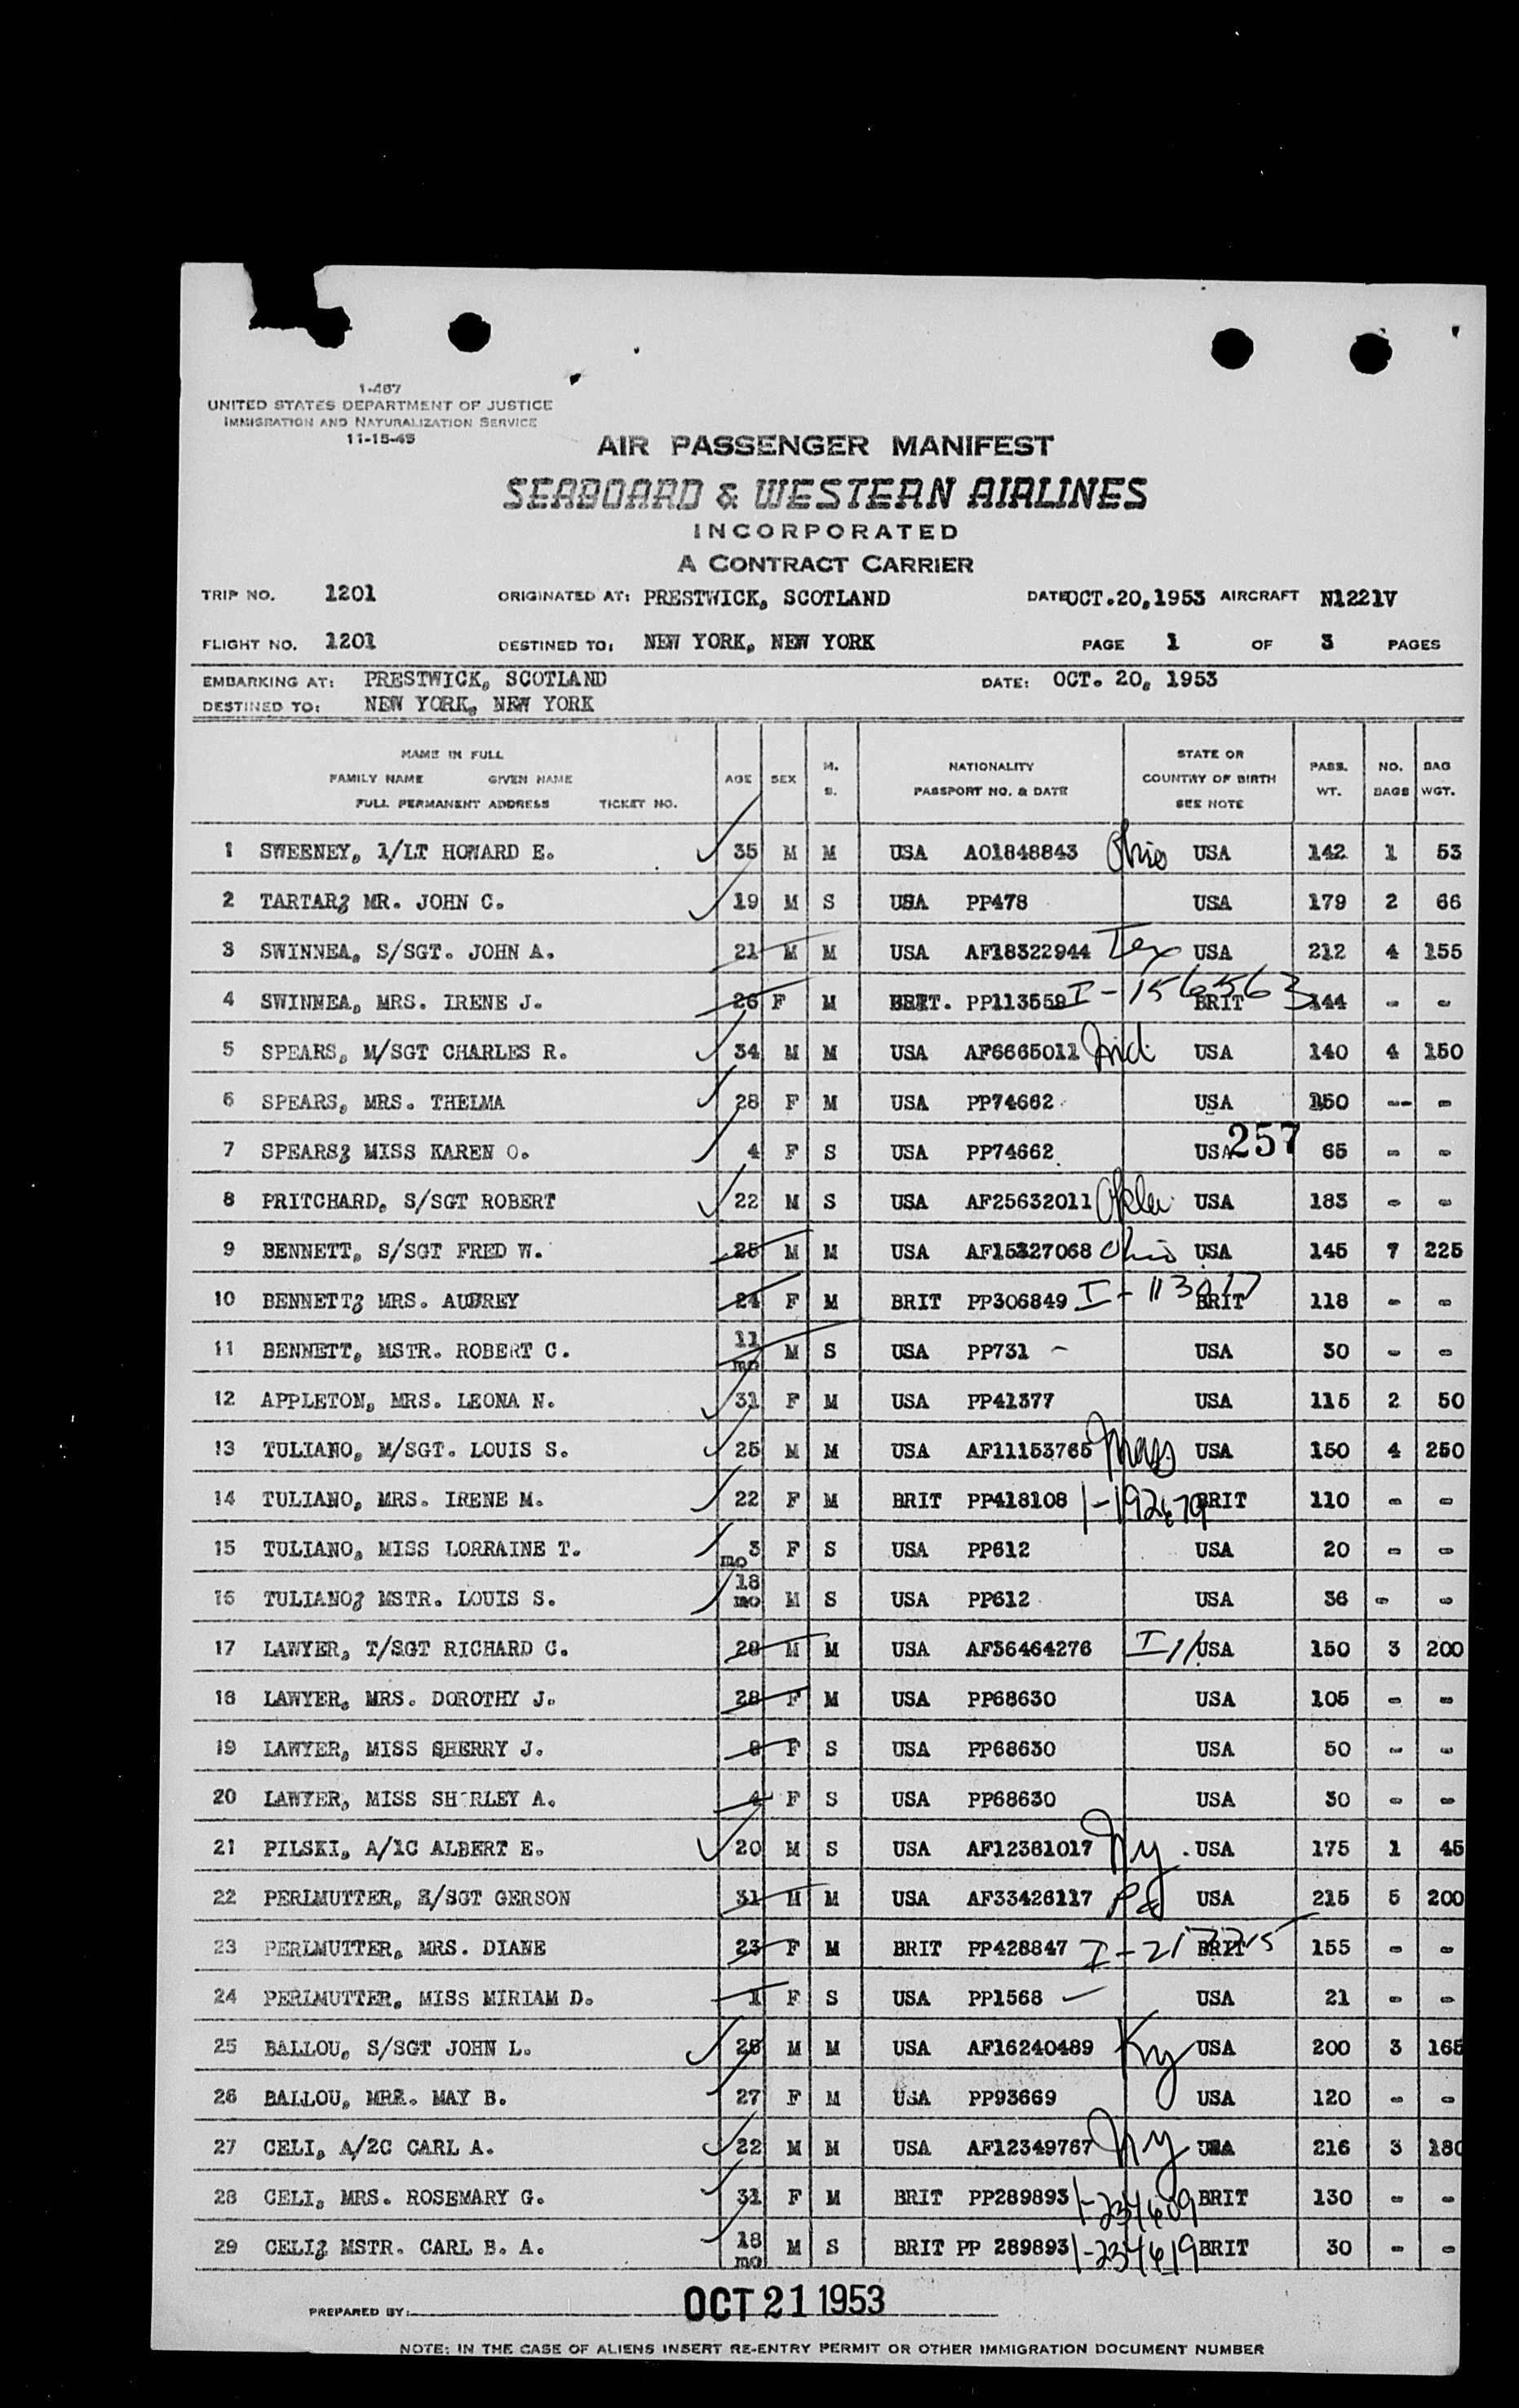 1-467
UNITED STATES DEPARTMENT OF JUSTICE
IMMIGRATION AND NATURALIZATION SERVICE
11-15-45
AIR PASSENGER MANIFEST
SEABOARD & WESTERN AIRLINES
INCORPORATED
A CONTRACT CARRIER
TRIP NO. 1201 ORIGINATED AT: PRESTWICK, SCOTLAND DATE OCT.20,1953 AIRCRAFT N1221V
FLIGHT NO. 1201 DESTINED TO: NEW YORK, NEW YORK PAGE 1 OF 3 PAGES
EMBARKING AT: PRESTWICK, SCOTLAND DATE: OCT. 20, 1953
DESTINED TO: NEW YORK, NEW YORK
NAME IN FULL
FAMILY NAME GIVEN NAME
FULL PERMANENT ADDRESS TICKET NO.
AGE SEX M. S.
NATIONALITY
PASSPORT NO. & DATE
STATE OR
COUNTRY OF BIRTH
SEE NOTE
PASS. WT. NO. BAGS BAG WGT.
1 SWEENEY, 1/LT HOWARD E. 35 M M USA AO1848843 Ohio USA 142 1 53
2 TARTAR, MR. JOHN C. 19 M S USA PP478 USA 179 2 66
3 SWINNEA, S/SGT. JOHN A. 21 M M USA AF18322944 Tex USA 212 4 155
4 SWINNEA, MRS. IRENE J. 26 F M BRIT. PP113559 I-156563 BRIT 144 - -
5 SPEARS, M/SGT CHARLES R. 34 M M USA AF6665011 Ind. USA 140 4 150
6 SPEARS, MRS. THELMA 28 F M USA PP74662 USA 150 -- -
7 SPEARS, MISS KAREN O. 4 F S USA PP74662 USA 257 65 - -
8 PRITCHARD, S/SGT ROBERT 22 M S USA AF25632011 Okla. USA 183 - -
9 BENNETT, S/SGT FRED W. 25 M M USA AF15327068 Ohio USA 145 7 225
10 BENNETT, MRS. AUDREY 24 F M BRIT PP306849 BRIT 118 - -
11 BENNETT, MSTR. ROBERT C. 11 mo M S USA PP731 - USA 30 - -
12 APPLETON, MRS. LEONA N. 31 F M USA PP41377 USA 115 2 50
13 TULIANO, M/SGT. LOUIS S. 25 M M USA AF11153765 Mass USA 150 4 250
14 TULIANO, MRS. IRENE M. 22 F M BRIT PP418108 1-192679 BRIT 110 - -
15 TULIANO, MISS LORRAINE T. 3 mo F S USA PP612 USA 20 - -
16 TULIANO, MSTR. LOUIS S. 18 mo M S USA PP612 USA 36 - -
17 LAWYER, T/SGT RICHARD C. 28 M M USA AF36464276 Ill USA 150 3 200
18 LAWYER, MRS. DOROTHY J. 28 F M USA PP68630 USA 105 - -
19 LAWYER, MISS SHERRY J. 8 F S USA PP68630 USA 50 - -
20 LAWYER, MISS SHIRLEY A. 4 F S USA PP68630 USA 30 - -
21 PILSKI, A/1C ALBERT E. 20 M S USA AF12381017 NY USA 175 1 45
22 PERLMUTTER, S/SGT GERSON 31 M M USA AF33426117 Pa USA 215 5 200
23 PERLMUTTER, MRS. DIANE 23 F M BRIT PP428847 BRIT 155 - -
24 PERLMUTTER, MISS MIRIAM D. 1 F S USA PP1568 - USA 21 - -
25 BALLOU, S/SGT JOHN L. 28 M M USA AF16240489 Ky USA 200 3 165
26 BALLOU, MRS. MAY B. 27 F M USA PP93669 USA 120 - -
27 CELI, A/2C CARL A. 22 M M USA AF12349767 NY USA 216 3 180
28 CELI, MRS. ROSEMARY G. 31 F M BRIT PP289893 BRIT 130 - -
29 CELI, MSTR. CARL B. A. 18 mo M S BRIT PP 289893 BRIT 30 - -
PREPARED BY: OCT 21 1953
NOTE: IN THE CASE OF ALIENS INSERT RE-ENTRY PERMIT OR OTHER IMMIGRATION DOCUMENT NUMBER